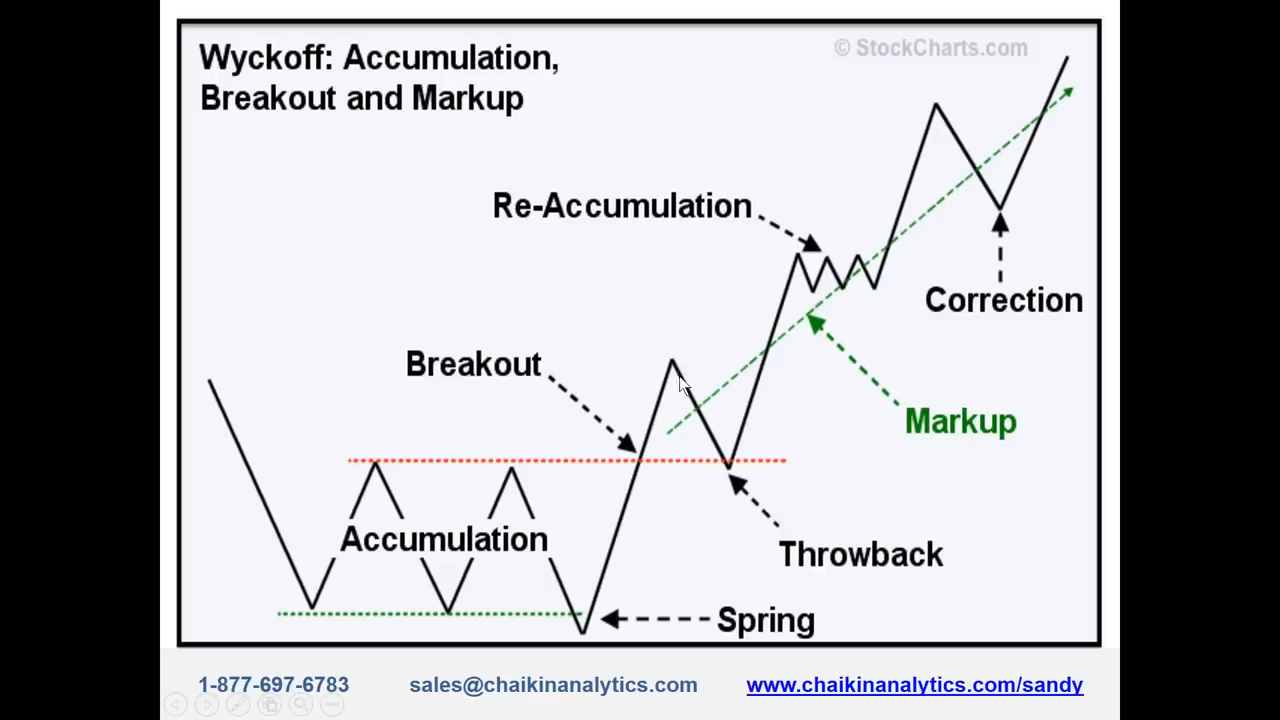 © StockCharts.com
Wyckoff: Accumulation,
Breakout and Markup
Re-Accumulation
Correction
Breakout
Markup
Accumulation
Throwback
Spring
1-877-697-6783 sales@chaikinanalytics.com www.chaikinanalytics.com/sandy